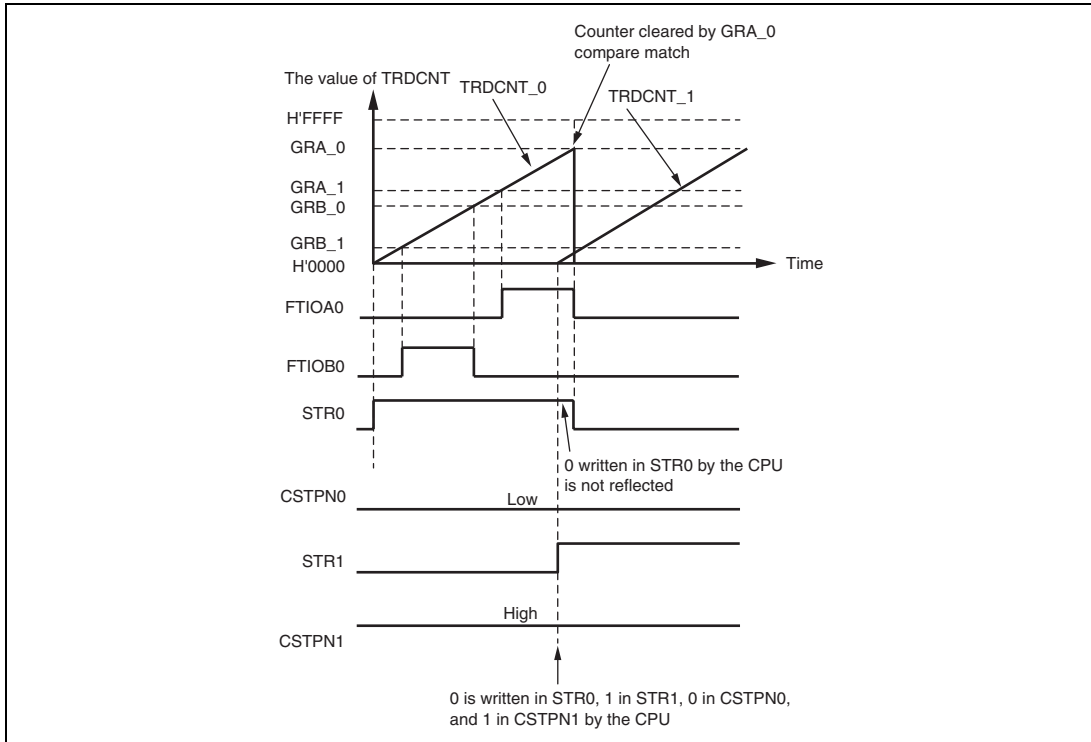 Counter cleared by GRA_0
compare match
The value of TRDCNT
TRDCNT_0
TRDCNT_1
H'FFFF
GRA_0
GRA_1
GRB_0
GRB_1
H'0000
Time
FTIOA0
FTIOB0
STR0
0 written in STR0 by the CPU
is not reflected
CSTPN0
Low
STR1
High
CSTPN1
0 is written in STR0, 1 in STR1, 0 in CSTPN0,
and 1 in CSTPN1 by the CPU